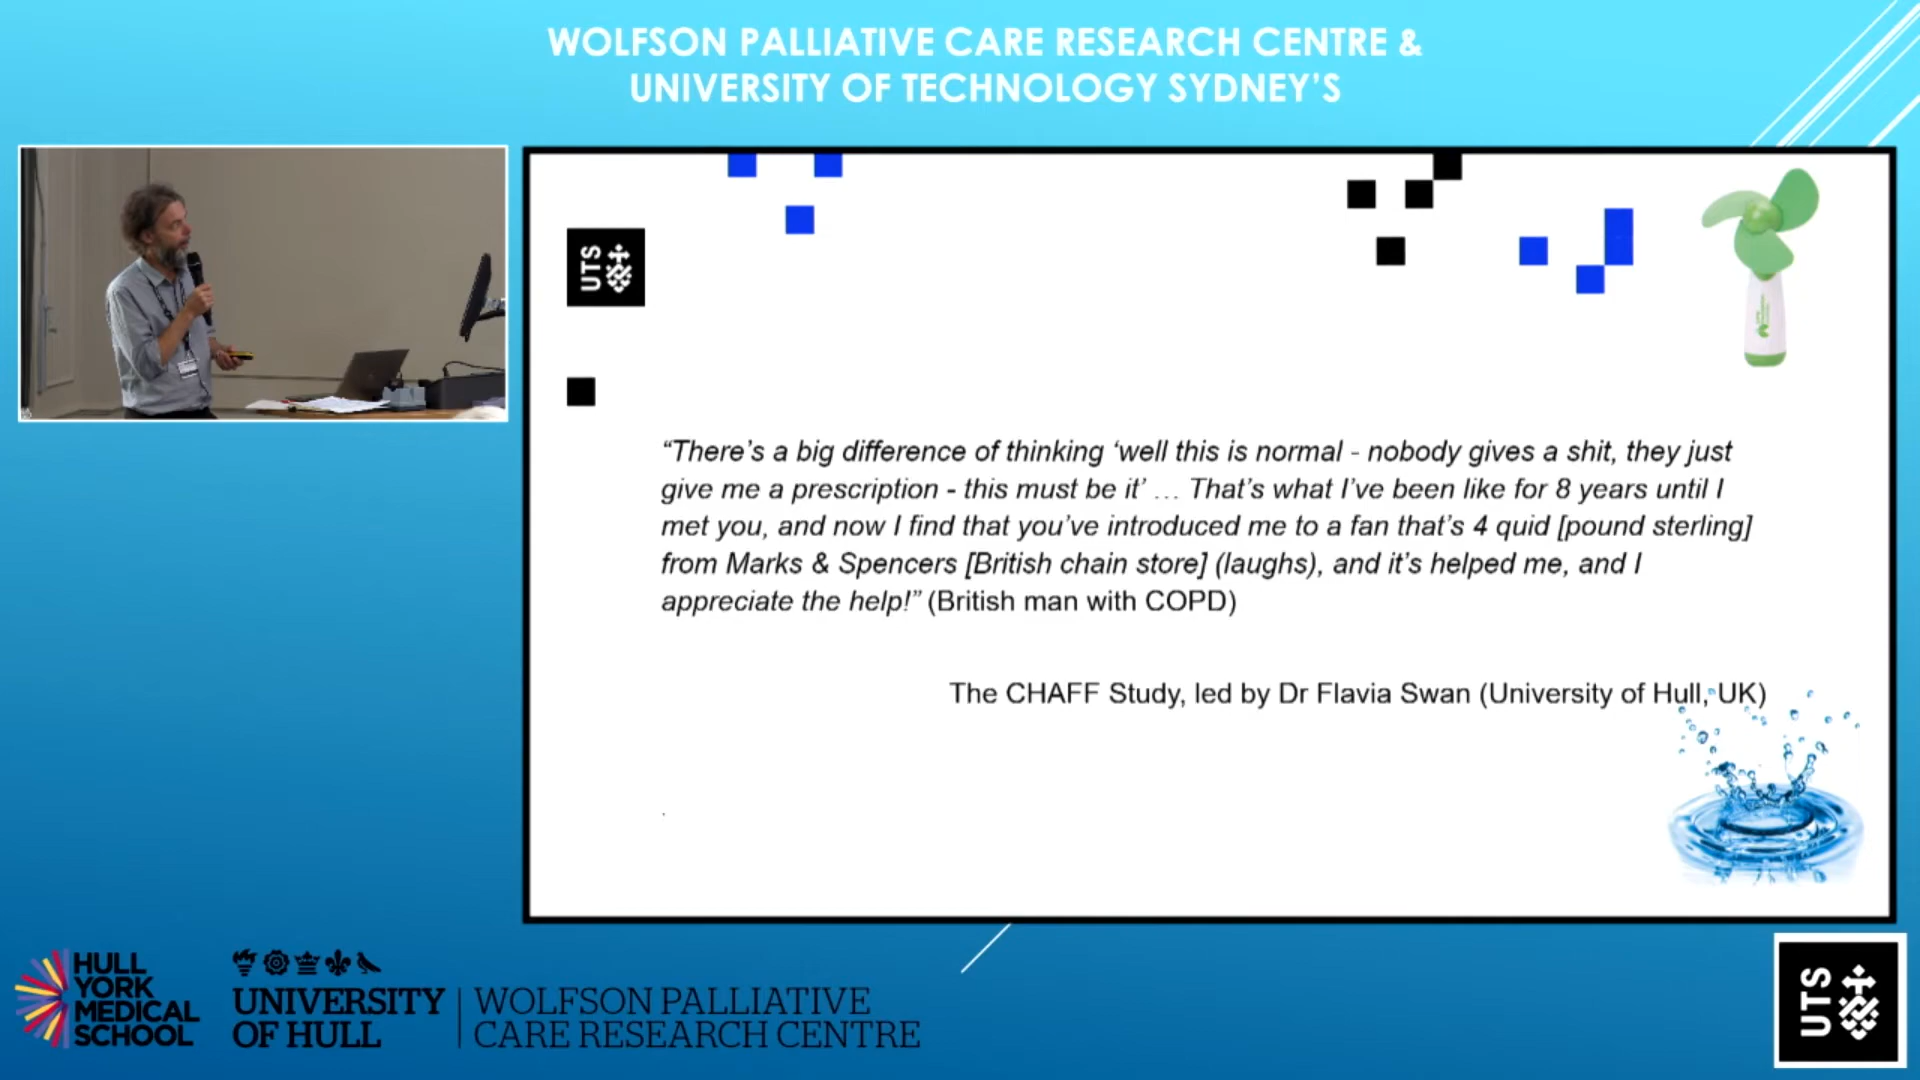 WOLFSON PALLIATIVE CARE RESEARCH CENTRE &
UNIVERSITY OF TECHNOLOGY SYDNEY’S
UTS
“There’s a big difference of thinking ‘well this is normal - nobody gives a shit, they just
give me a prescription - this must be it’ … That’s what I’ve been like for 8 years until I
met you, and now I find that you’ve introduced me to a fan that’s 4 quid [pound sterling]
from Marks & Spencers [British chain store] (laughs), and it’s helped me, and I
appreciate the help!” (British man with COPD)
The CHAFF Study, led by Dr Flavia Swan (University of Hull, UK)
.
HULL
YORK
MEDICAL
SCHOOL
UNIVERSITY
OF HULL
WOLFSON PALLIATIVE
CARE RESEARCH CENTRE
UTS